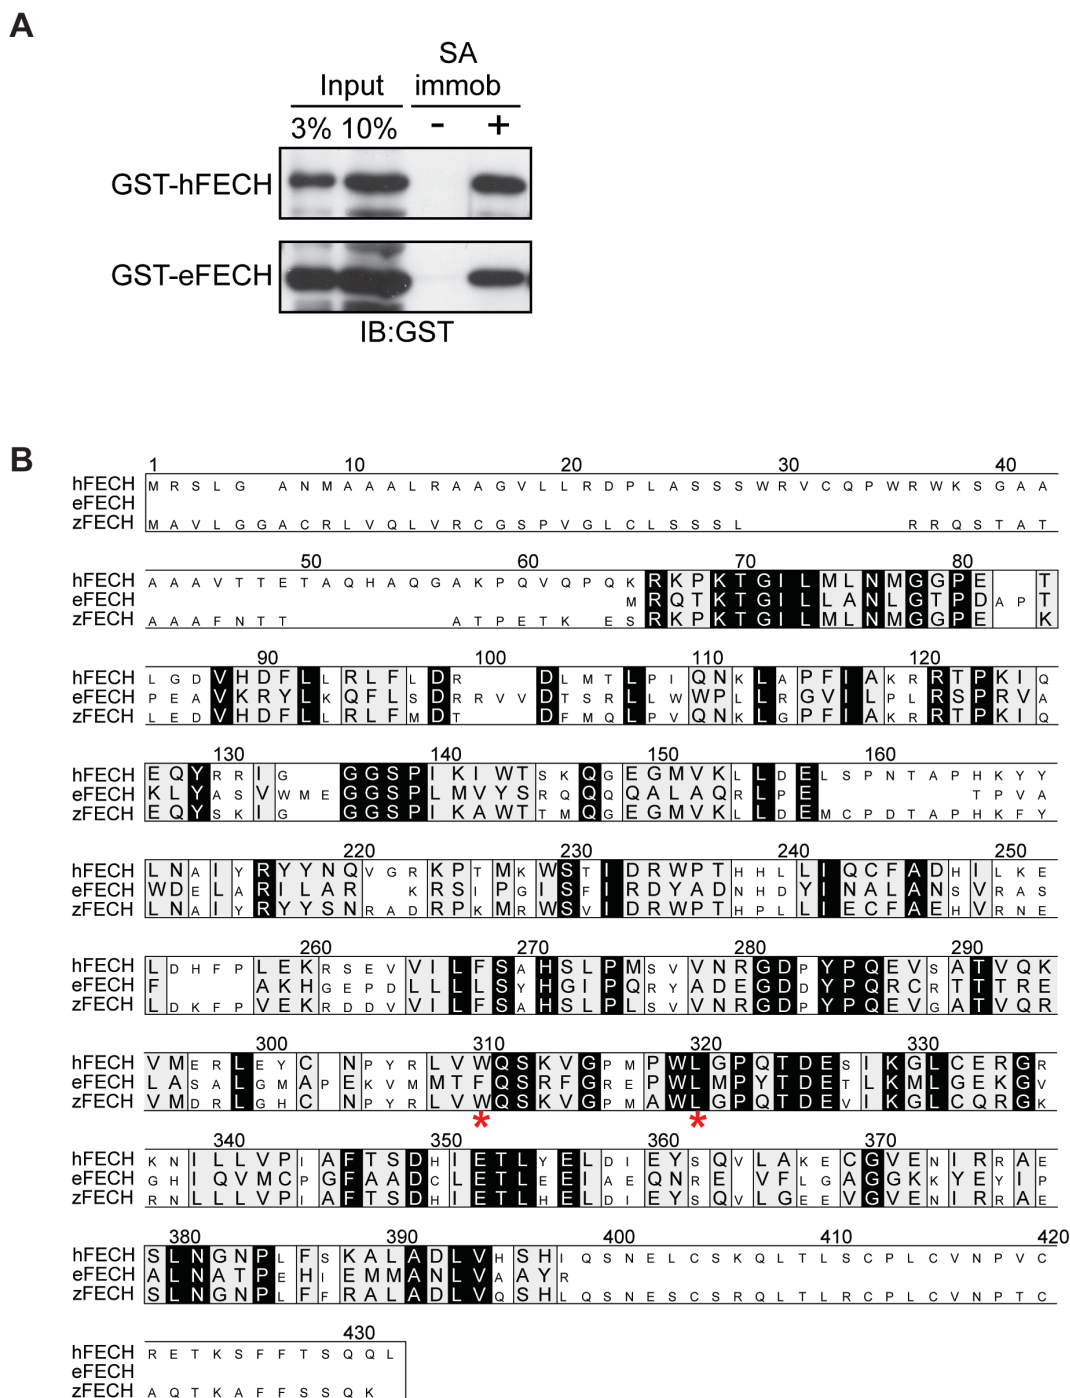 A
SA
Input immob
3% 10% - +
GST-hFECH
GST-eFECH
IB:GST
B
1 10 20 30 40
hFECH M R S L G A N M A A A L R A A G V L L R D P L A S S S W R V C Q P W R W K S G A A
eFECH
zFECH M A V L G G A C R L V Q L V R C G S P V G L C L S S S L R R Q S T A T
50 60 70 80
hFECH A A A V T T E T A Q H A Q G A K P Q V Q P Q K R K P K T G I L M L N M G G P E T
eFECH M R Q T K T G I L L A N L G T P D A P T
zFECH A A A F N T T A T P E T K E S R K P K T G I L M L N M G G P E K
90 100 110 120
hFECH L G D V H D F L L R L F L D R D L M T L P I Q N K L A P F I A K R R T P K I Q
eFECH P E A V K R Y L K Q F L S D R R V V D T S R L L W W P L L R G V I L P L R S P R V A
zFECH L E D V H D F L L R L F M D T D F M Q L P V Q N K L G P F I A K R R T P K I Q
130 140 150 160
hFECH E Q Y R R I G G G S P I K I W T S K Q G E G M V K L L D E L S P N T A P H K Y Y
eFECH K L Y A S V W M E G G S P L M V Y S R Q Q Q Q A L A Q R L P E T P V A
zFECH E Q Y S K I G G G S P I K A W T T M Q G E G M V K L L D E M C P D T A P H K F Y
220 230 240 250
hFECH L N A I Y R Y Y N Q V G R K P T M K W S T I D R W P T H H L L I Q C F A D H I L K E
eFECH W D E L A R I L A R K R S I P G I S F I R D Y A D N H D Y I N A L A N S V R A S
zFECH L N A I Y R Y Y S N R A D R P K M R W S V I D R W P T H P L L I E C F A E H V R N E
260 270 280 290
hFECH L D H F P L E K R S E V V I L F S A H S L P M S V V N R G D P Y P Q E V S A T V Q K
eFECH F A K H G E P D L L L L S Y H G I P Q R Y A D E G D D Y P Q R C R T T T R E
zFECH L D K F P V E K R D D V V I L F S A H S L P L S V V N R G D P Y P Q E V G A T V Q R
300 310 320 330
hFECH V M E R L E Y C N P Y R L V W Q S K V G P M P W L G P Q T D E S I K G L C E R G R
eFECH L A S A L G M A P E K V M M T F Q S R F G R E P W L M P Y T D E T L K M L G E K G V
zFECH V M D R L G H C N P Y R L V W Q S K V G P M A W L G P Q T D E V I K G L C Q R G K
* *
340 350 360 370
hFECH K N I L L V P I A F T S D H I E T L Y E L D I E Y S Q V L A K E C G V E N I R R A E
eFECH G H I Q V M C P G F A A D C L E T L E E I A E Q N R E V F L G A G G K K Y E Y I P
zFECH R N L L L V P I A F T S D H I E T L H E L D I E Y S Q V L G E E V G V E N I R R A E
380 390 400 410 420
hFECH S L N G N P L F S K A L A D L V H S H I Q S N E L C S K Q L T L S C P L C V N P V C
eFECH A L N A T P E H I E M M A N L V A A Y R
zFECH S L N G N P L F F R A L A D L V Q S H L Q S N E S C S R Q L T L R C P L C V N P T C
430
hFECH R E T K S F F T S Q Q L
eFECH
zFECH A Q T K A F F S S Q K